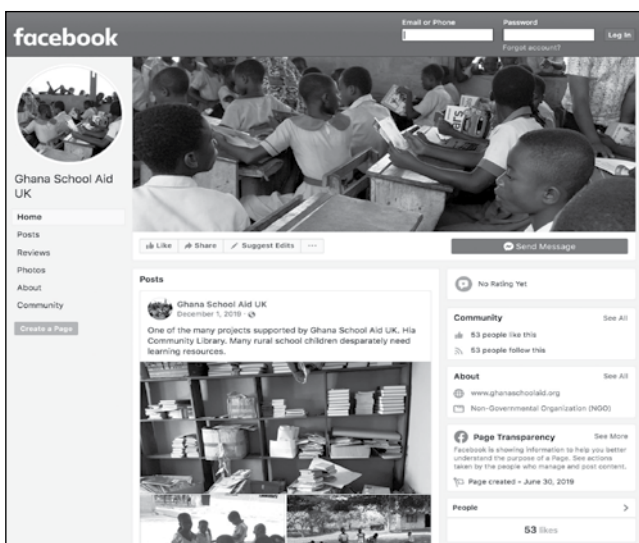 facebook
Email or Phone
Password
Log In
Forgot account?
Ghana School Aid
UK
Home
Posts
Reviews
Photos
About
Community
Create a Page
Like
Share
Suggest Edits
...
Send Message
Posts
Ghana School Aid UK
December 1, 2019 ·
One of the many projects supported by Ghana School Aid UK. Hia
Community Library. Many rural school children desparately need
learning resources.
No Rating Yet
Community
See All
53 people like this
53 people follow this
About
See All
www.ghanaschoolaid.org
Non-Governmental Organization (NGO)
Page Transparency
See More
Facebook is showing information to help you better
understand the purpose of a Page. See actions
taken by the people who manage and post content.
Page created - June 30, 2019
People
53 likes